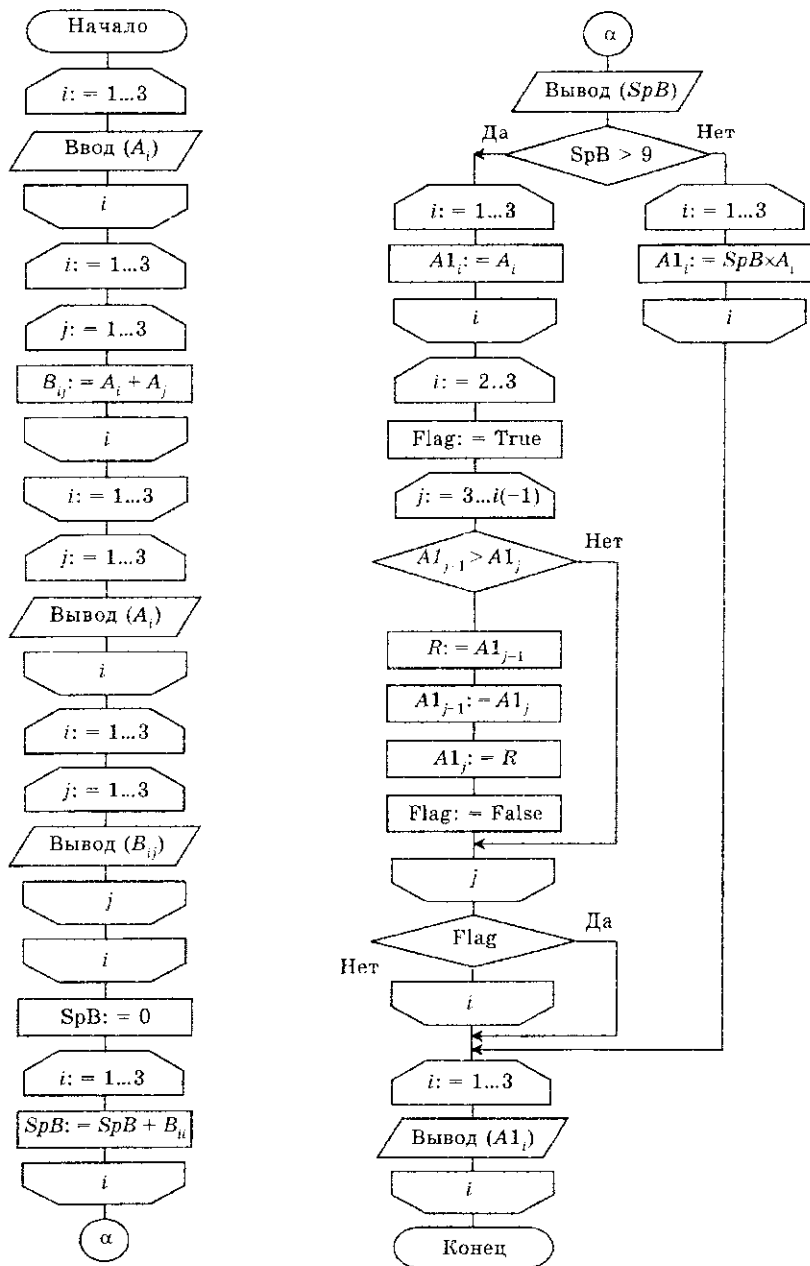 Начало
i: = 1...3
Ввод (A_i)
i
i: = 1...3
j: = 1...3
B_ij: = A_i + A_j
i
i: = 1...3
j: = 1...3
Вывод (A_i)
i
i: = 1...3
j: = 1...3
Вывод (B_ij)
j
i
SpB: = 0
i: = 1...3
SpB: = SpB + B_ii
i
α
α
Вывод (SpB)
Да
Нет
SpB > 9
i: = 1...3
i: = 1...3
A1_i: = A_i
A1_i: = SpB×A_i
i
i
i: = 2..3
Flag: = True
j: = 3...i(-1)
A1_j-1 > A1_j
Нет
R: = A1_j-1
A1_j-1: = A1_j
A1_j: = R
Flag: = False
j
Flag
Да
Нет
i
i: = 1...3
Вывод (A1_i)
i
Конец